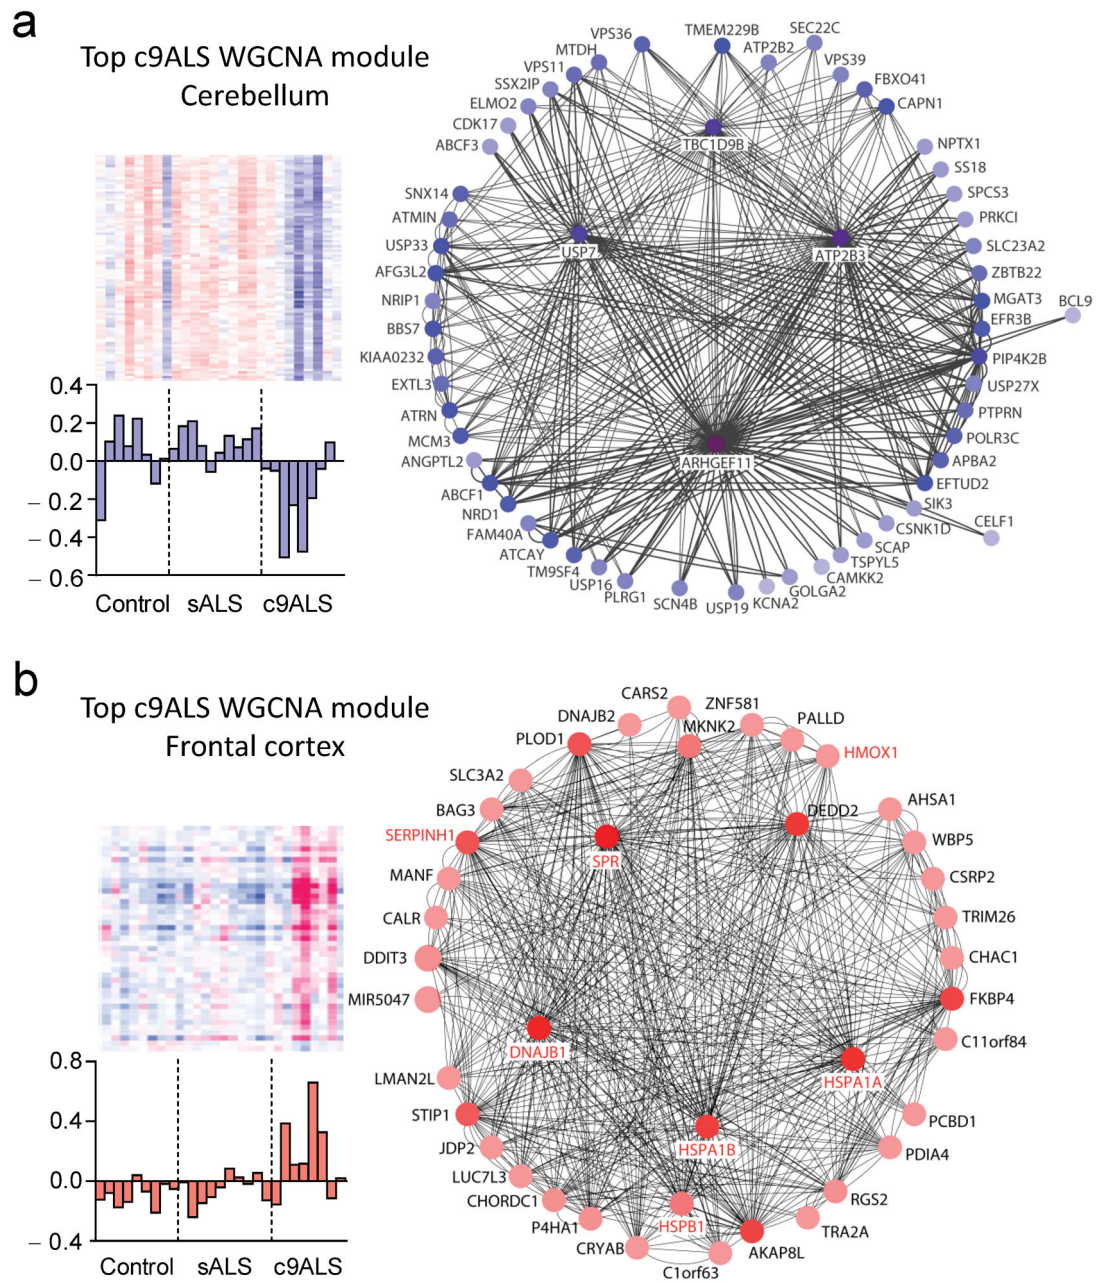 a
Top c9ALS WGCNA module
Cerebellum
0.4
0.2
0.0
– 0.2
– 0.4
– 0.6
Control
sALS
c9ALS
VPS36
TMEM229B
SEC22C
ATP2B2
MTDH
VPS11
VPS39
SSX2IP
FBXO41
ELMO2
CAPN1
CDK17
ABCF3
TBC1D9B
NPTX1
SS18
SNX14
SPCS3
ATMIN
PRKCI
USP33
USP7
ATP2B3
SLC23A2
AFG3L2
ZBTB22
NRIP1
MGAT3
BCL9
BBS7
EFR3B
KIAA0232
PIP4K2B
EXTL3
USP27X
ATRN
PTPRN
MCM3
POLR3C
ANGPTL2
ARHGEF11
APBA2
ABCF1
EFTUD2
NRD1
SIK3
FAM40A
CSNK1D
CELF1
ATCAY
SCAP
TM9SF4
TSPYL5
USP16
CAMKK2
PLRG1
GOLGA2
SCN4B
USP19
KCNA2
b
Top c9ALS WGCNA module
Frontal cortex
0.8
0.4
0.0
– 0.4
Control
sALS
c9ALS
CARS2
ZNF581
DNAJB2
PALLD
PLOD1
MKNK2
HMOX1
SLC3A2
BAG3
DEDD2
AHSA1
SERPINH1
WBP5
SPR
MANF
CSRP2
CALR
TRIM26
DDIT3
CHAC1
MIR5047
FKBP4
DNAJB1
C11orf84
LMAN2L
HSPA1A
STIP1
PCBD1
JDP2
HSPA1B
PDIA4
LUC7L3
CHORDC1
RGS2
P4HA1
HSPB1
TRA2A
CRYAB
AKAP8L
C1orf63